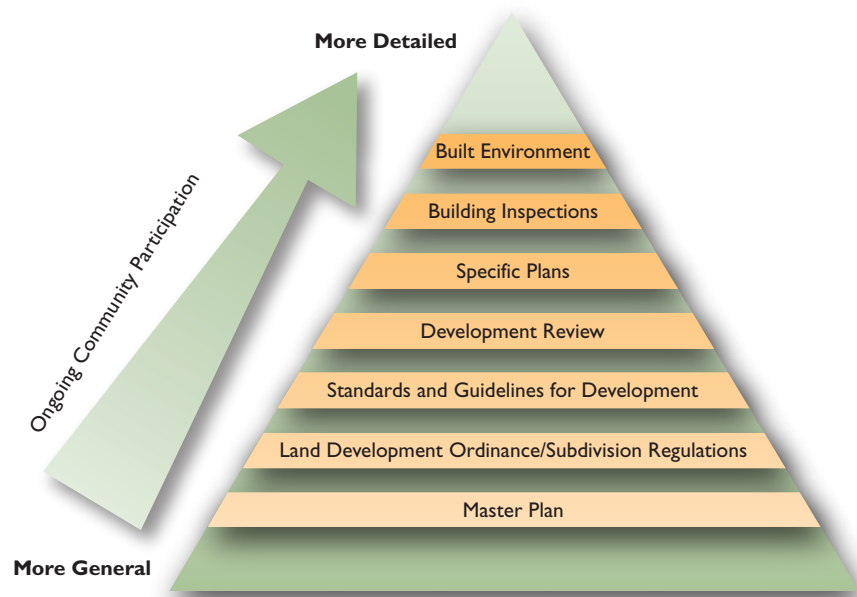 More Detailed
Built Environment
Building Inspections
Specific Plans
Development Review
Standards and Guidelines for Development
Land Development Ordinance/Subdivision Regulations
Master Plan
Ongoing Community Participation
More General